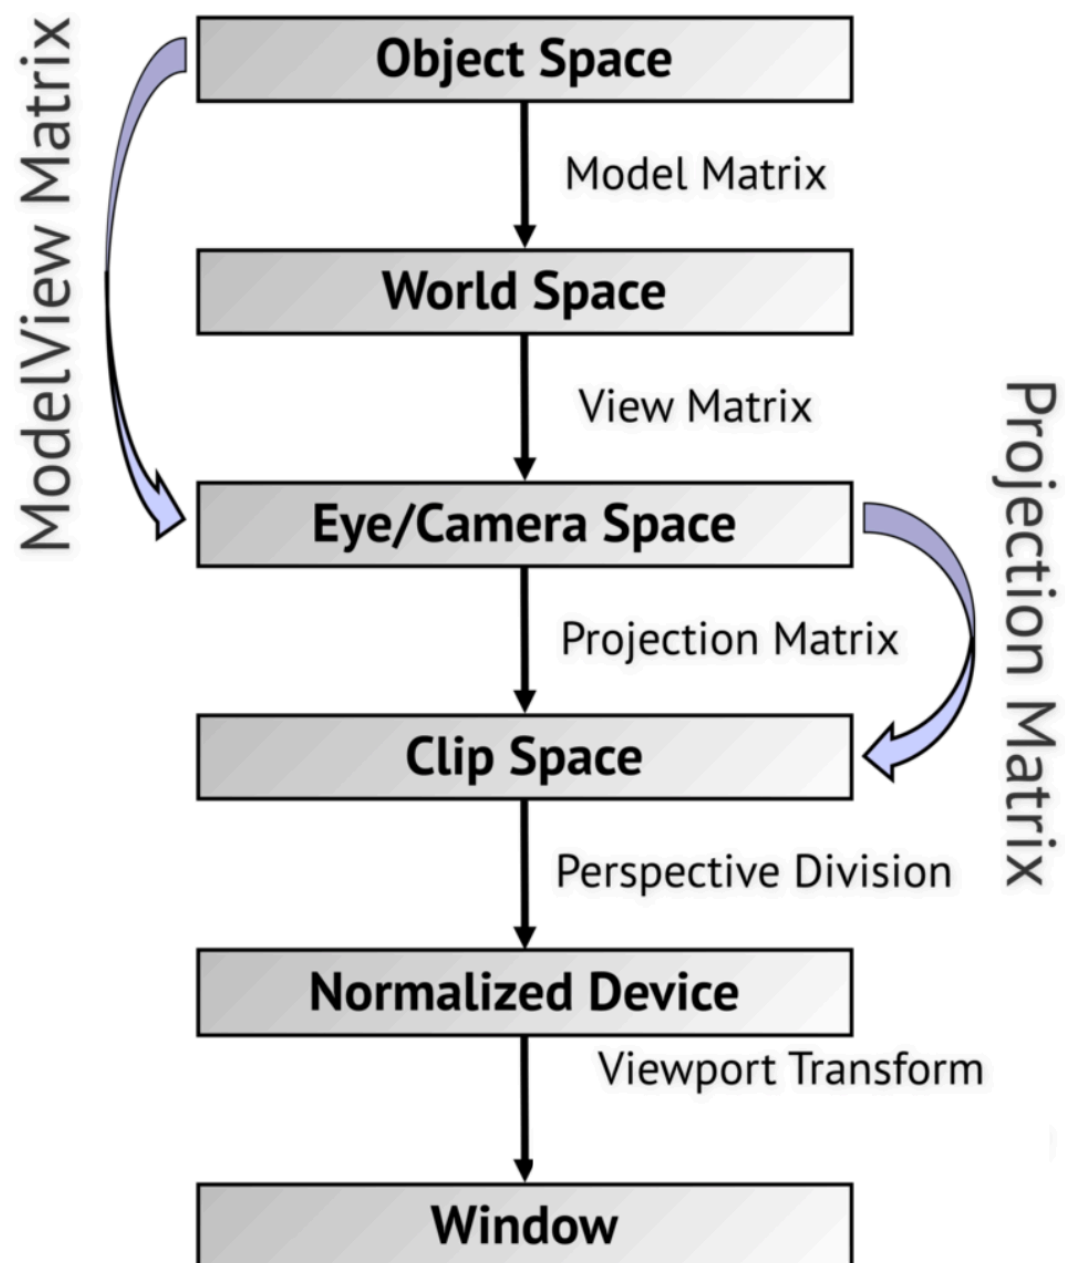 ModelView Matrix
Object Space
Model Matrix
World Space
View Matrix
Eye/Camera Space
Projection Matrix
Projection Matrix
Clip Space
Perspective Division
Normalized Device
Viewport Transform
Window